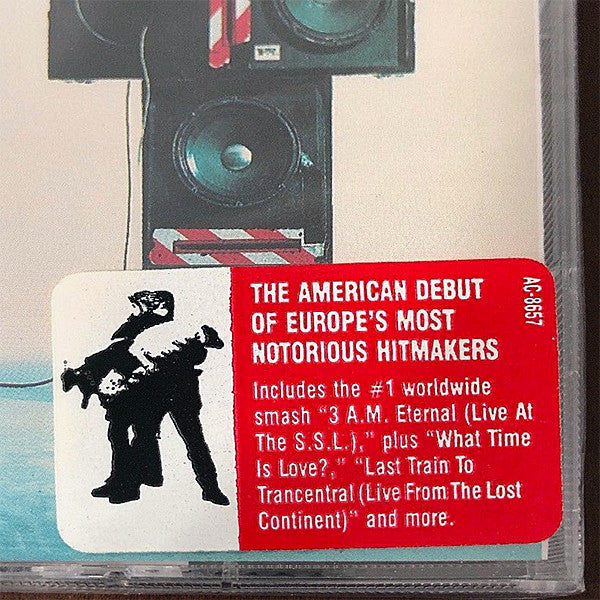 THE AMERICAN DEBUT
OF EUROPE'S MOST
NOTORIOUS HITMAKERS
Includes the #1 worldwide
smash "3 A.M. Eternal (Live At
The S.S.L.)," plus "What Time
Is Love?," "Last Train To
Trancentral (Live From The Lost
Continent)" and more.
AC-8657